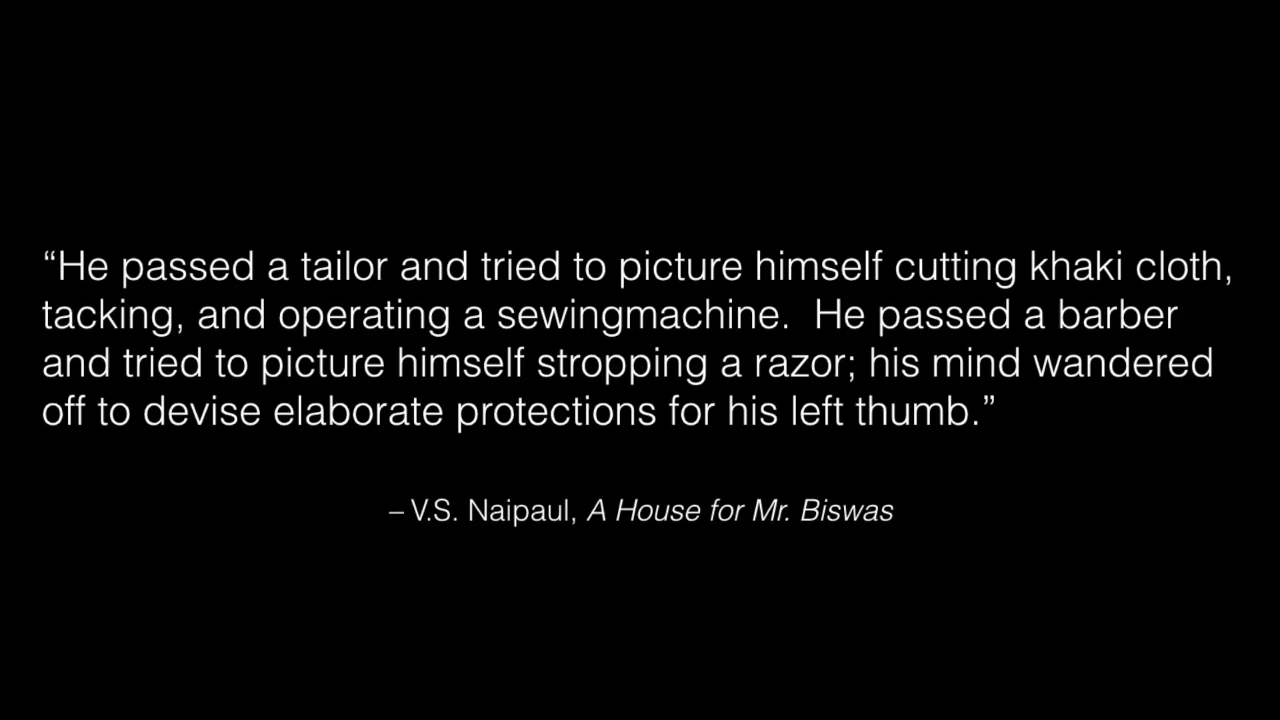 “He passed a tailor and tried to picture himself cutting khaki cloth,
tacking, and operating a sewingmachine.  He passed a barber
and tried to picture himself stropping a razor; his mind wandered
off to devise elaborate protections for his left thumb.”
– V.S. Naipaul, A House for Mr. Biswas